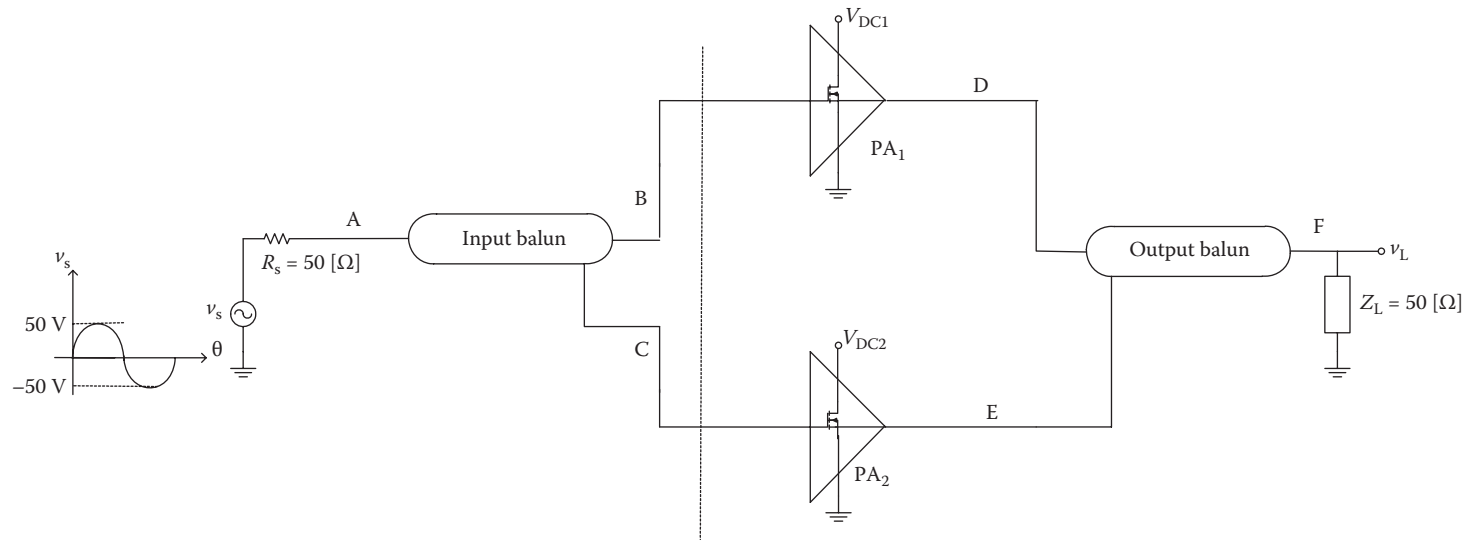 V_DC1
D
PA_1
B
A
F
Input balun
Output balun
v_L
v_s
R_s = 50 [Ω]
Z_L = 50 [Ω]
v_s
50 V
θ
C
V_DC2
−50 V
E
PA_2